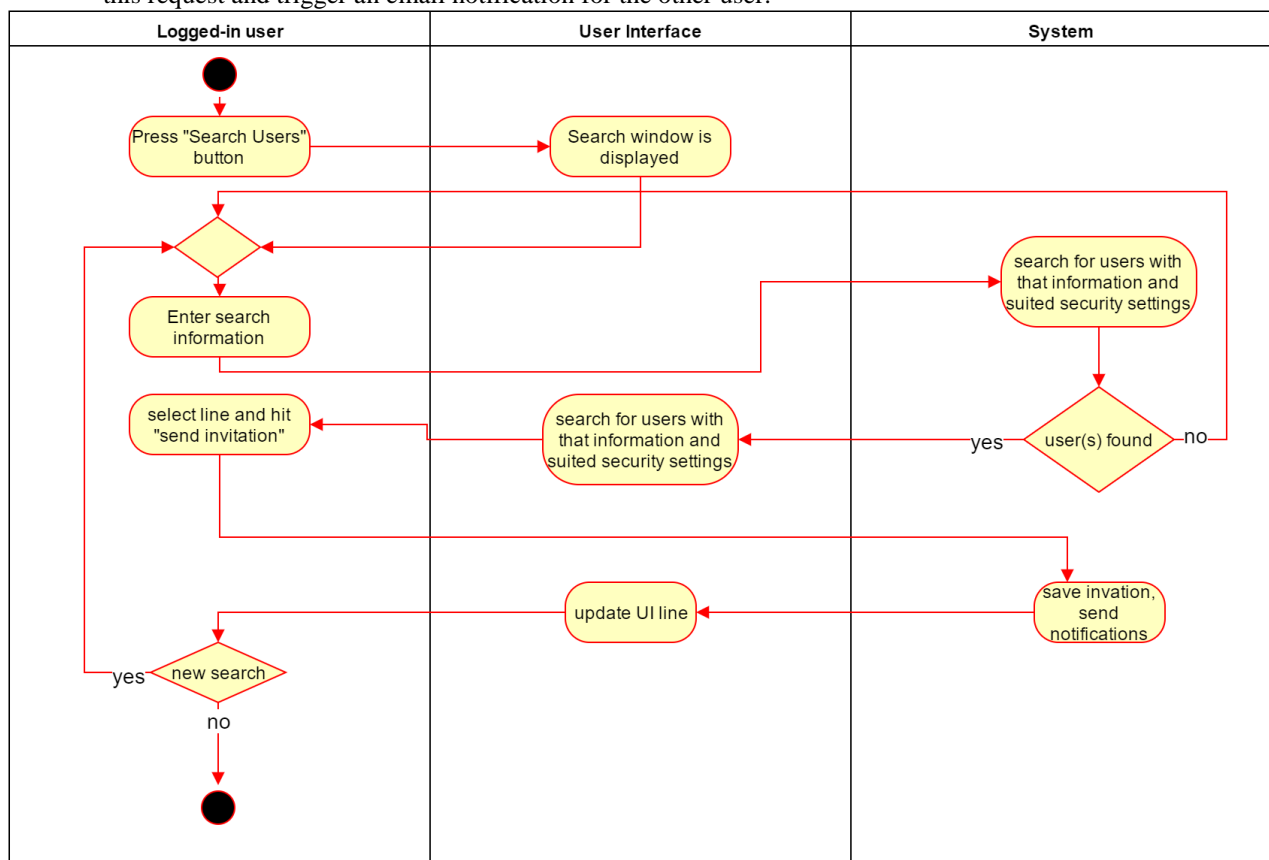 this request and trigger an email notification for the other user.
Logged-in user
User Interface
System
Press "Search Users"
button
Search window is
displayed
search for users with
that information and
suited security settings
Enter search
information
select line and hit
"send invitation"
search for users with
that information and
suited security settings
yes
user(s) found
no
save invation,
send
notifications
update UI line
yes
new search
no